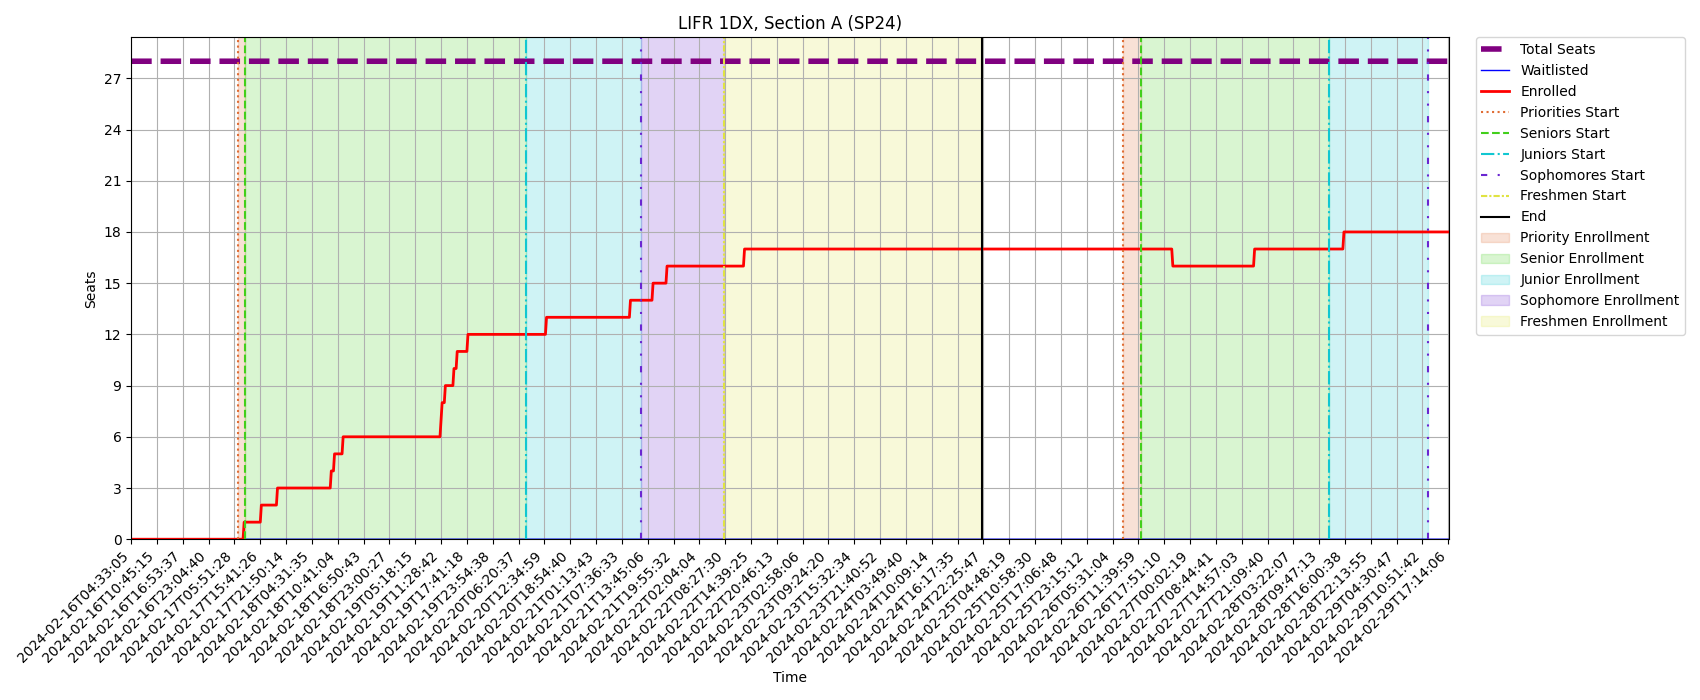 LIFR 1DX, Section A (SP24)
Seats
27
24
21
18
15
12
9
6
3
0
2024-02-16T04:33:05
2024-02-16T10:45:15
2024-02-16T16:53:37
2024-02-16T23:04:40
2024-02-17T05:51:28
2024-02-17T15:41:26
2024-02-17T21:50:14
2024-02-18T04:31:35
2024-02-18T10:41:04
2024-02-18T16:50:43
2024-02-18T23:00:27
2024-02-19T05:18:15
2024-02-19T11:28:42
2024-02-19T17:41:18
2024-02-19T23:54:38
2024-02-20T06:20:37
2024-02-20T12:34:59
2024-02-20T18:54:40
2024-02-21T01:13:43
2024-02-21T07:36:33
2024-02-21T13:45:06
2024-02-21T19:55:32
2024-02-22T02:04:04
2024-02-22T08:27:30
2024-02-22T14:39:25
2024-02-22T20:46:13
2024-02-23T02:58:06
2024-02-23T09:24:20
2024-02-23T15:32:34
2024-02-23T21:40:52
2024-02-24T03:49:40
2024-02-24T10:09:14
2024-02-24T16:17:35
2024-02-24T22:25:47
2024-02-25T04:48:19
2024-02-25T10:58:30
2024-02-25T17:06:48
2024-02-25T23:15:12
2024-02-26T05:31:04
2024-02-26T11:39:59
2024-02-26T17:51:10
2024-02-27T00:02:19
2024-02-27T08:44:41
2024-02-27T14:57:03
2024-02-27T21:09:40
2024-02-28T03:22:07
2024-02-28T09:47:13
2024-02-28T16:00:38
2024-02-28T22:13:55
2024-02-29T04:30:47
2024-02-29T10:51:42
2024-02-29T17:14:06
Time
Total Seats
Waitlisted
Enrolled
Priorities Start
Seniors Start
Juniors Start
Sophomores Start
Freshmen Start
End
Priority Enrollment
Senior Enrollment
Junior Enrollment
Sophomore Enrollment
Freshmen Enrollment